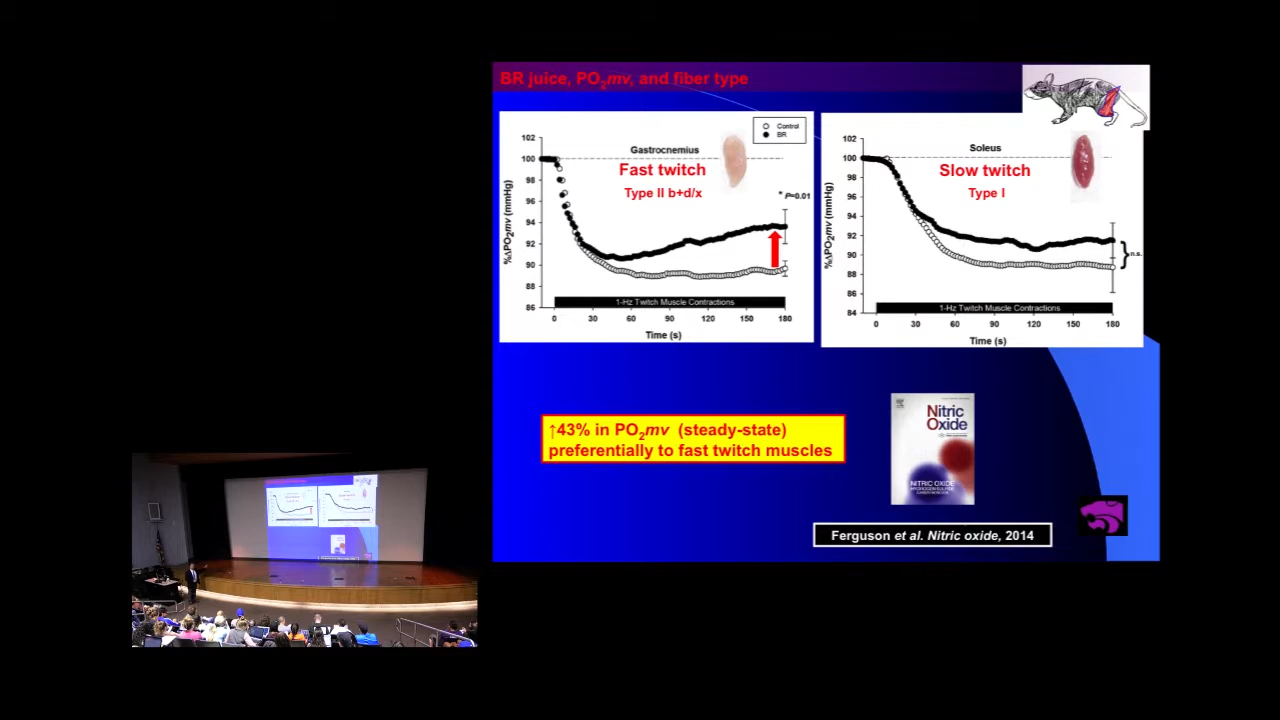 BR juice, PO2mv, and fiber type
Control
BR
Gastrocnemius
Fast twitch
Type II b+d/x
* P=0.01
%ΔPO2mv (mmHg)
102
100
98
96
94
92
90
88
86
1-Hz Twitch Muscle Contractions
0 30 60 90 120 150 180
Time (s)
Soleus
Slow twitch
Type I
%ΔPO2mv (mmHg)
102
100
98
96
94
92
90
88
86
84
n.s.
1-Hz Twitch Muscle Contractions
0 30 60 90 120 150 180
Time (s)
↑43% in PO2mv (steady-state)
preferentially to fast twitch muscles
Nitric
Oxide
NITRIC OXIDE
Ferguson et al. Nitric oxide, 2014